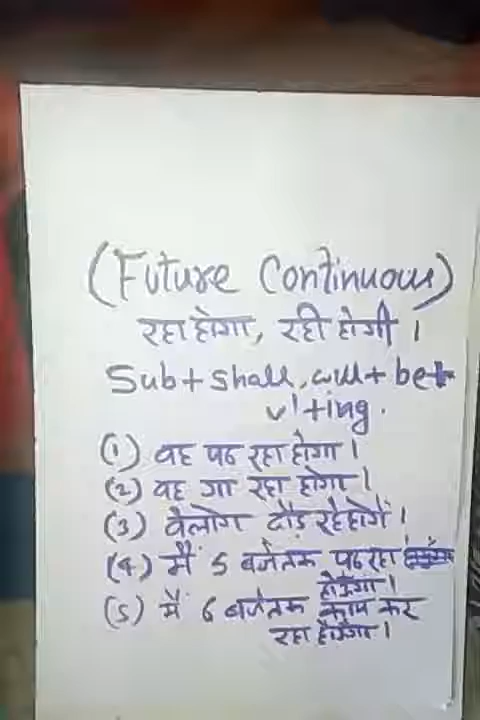 (Future Continuous)
रहा होगा, रही होगी ।
Sub + shall, will + be +
v¹ + ing.
(1) वह पढ रहा होगा ।
(2) वह गा रहा होगा ।
(3) वेलोग दौड़ रहे होगें ।
(4) मैं 5 बजेतक पढ रहा
होऊँगा ।
(5) मैं 6 बजेतक काम कर
रहा होऊँगा ।